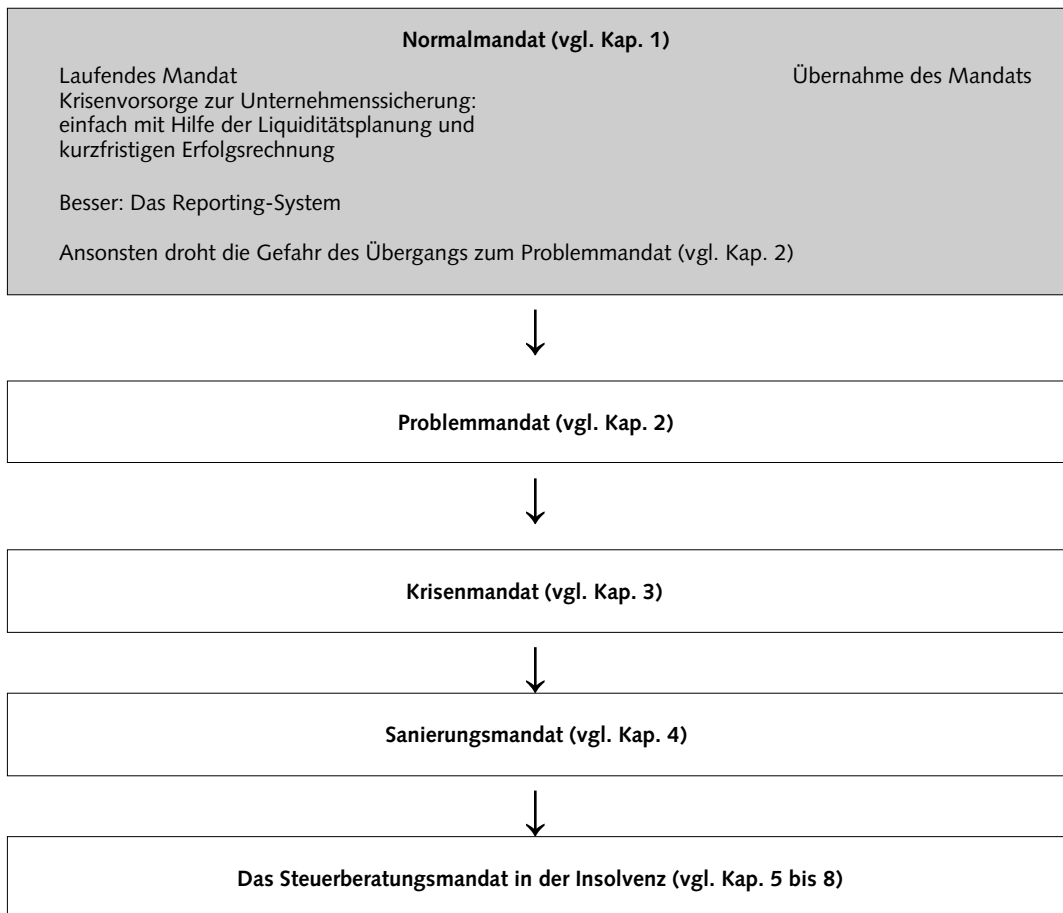 Normalmandat (vgl. Kap. 1)
Laufendes Mandat
Übernahme des Mandats
Krisenvorsorge zur Unternehmenssicherung:
einfach mit Hilfe der Liquiditätsplanung und
kurzfristigen Erfolgsrechnung
Besser: Das Reporting-System
Ansonsten droht die Gefahr des Übergangs zum Problemmandat (vgl. Kap. 2)
Problemmandat (vgl. Kap. 2)
Krisenmandat (vgl. Kap. 3)
Sanierungsmandat (vgl. Kap. 4)
Das Steuerberatungsmandat in der Insolvenz (vgl. Kap. 5 bis 8)